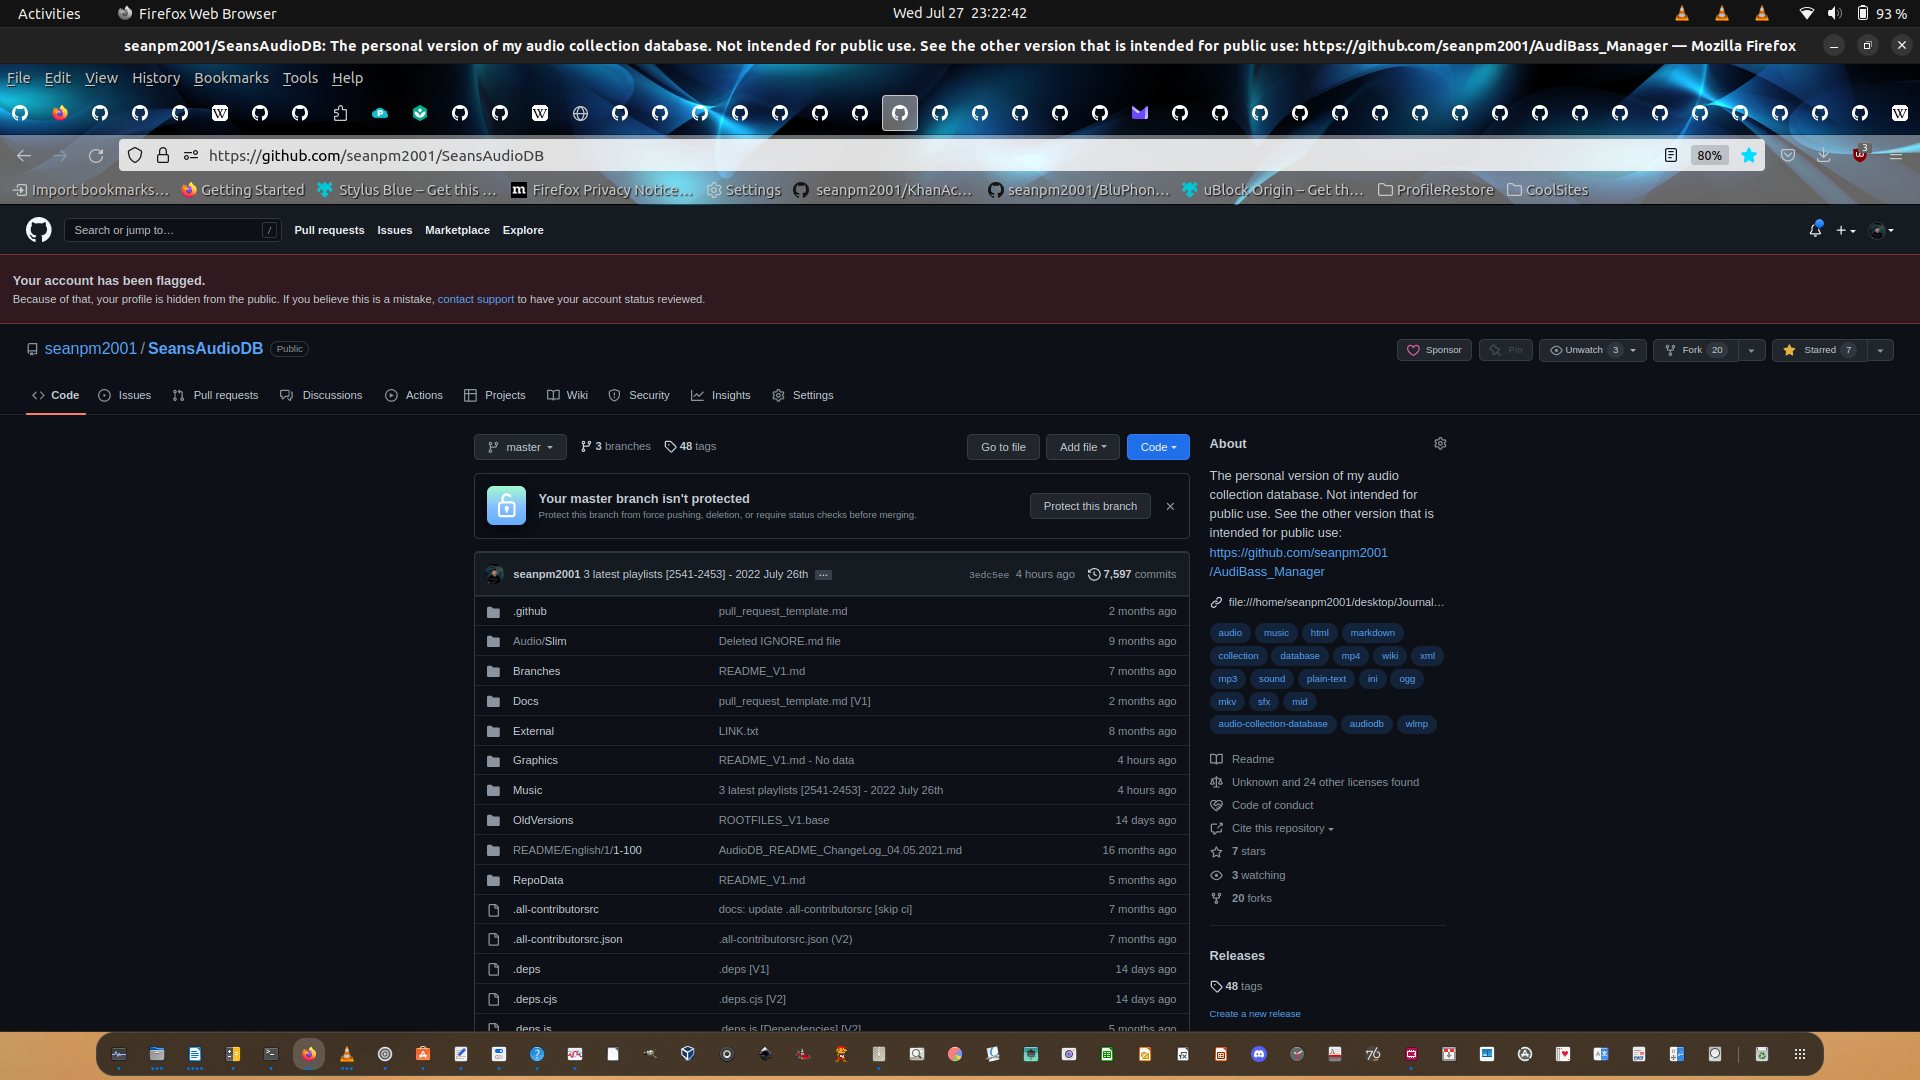 Activities Firefox Web Browser Wed Jul 27 23:22:42 93 %
seanpm2001/SeansAudioDB: The personal version of my audio collection database. Not intended for public use. See the other version that is intended for public use: https://github.com/seanpm2001/AudiBass_Manager — Mozilla Firefox
File Edit View History Bookmarks Tools Help
https://github.com/seanpm2001/SeansAudioDB 80% 3
Import bookmarks… Getting Started Stylus Blue – Get this … Firefox Privacy Notice… Settings seanpm2001/KhanAc… seanpm2001/BluPhon… uBlock Origin – Get th… ProfileRestore CoolSites
Search or jump to… / Pull requests Issues Marketplace Explore
Your account has been flagged.
Because of that, your profile is hidden from the public. If you believe this is a mistake, contact support to have your account status reviewed.
seanpm2001 / SeansAudioDB Public Sponsor Pin Unwatch 3 Fork 20 Starred 7
Code Issues Pull requests Discussions Actions Projects Wiki Security Insights Settings
master 3 branches 48 tags Go to file Add file Code
Your master branch isn't protected
Protect this branch from force pushing, deletion, or require status checks before merging.
Protect this branch
seanpm2001 3 latest playlists [2541-2453] - 2022 July 26th … 3edc5ee 4 hours ago 7,597 commits
.github pull_request_template.md 2 months ago
Audio/Slim Deleted IGNORE.md file 9 months ago
Branches README_V1.md 7 months ago
Docs pull_request_template.md [V1] 2 months ago
External LINK.txt 8 months ago
Graphics README_V1.md - No data 4 hours ago
Music 3 latest playlists [2541-2453] - 2022 July 26th 4 hours ago
OldVersions ROOTFILES_V1.base 14 days ago
README/English/1/1-100 AudioDB_README_ChangeLog_04.05.2021.md 16 months ago
RepoData README_V1.md 5 months ago
.all-contributorsrc docs: update .all-contributorsrc [skip ci] 7 months ago
.all-contributorsrc.json .all-contributorsrc.json (V2) 7 months ago
.deps .deps [V1] 14 days ago
.deps.cjs .deps.cjs [V2] 14 days ago
.deps.js .deps.js [Dependencies] [V2] 5 months ago
About
The personal version of my audio
collection database. Not intended for
public use. See the other version that is
intended for public use:
https://github.com/seanpm2001
/AudiBass_Manager
file:///home/seanpm2001/desktop/Journal…
audio music html markdown
collection database mp4 wiki xml
mp3 sound plain-text ini ogg
mkv sfx mid
audio-collection-database audiodb wlmp
Readme
Unknown and 24 other licenses found
Code of conduct
Cite this repository
7 stars
3 watching
20 forks
Releases
48 tags
Create a new release